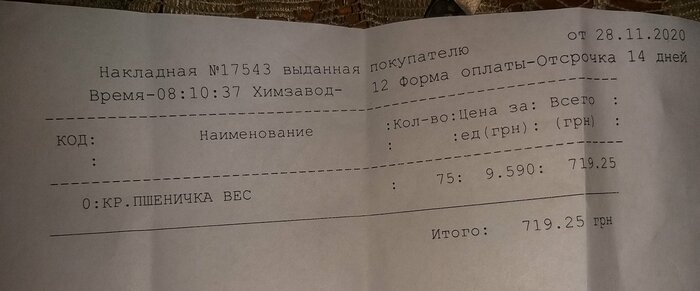 Накладная №17543 выданная покупателю от 28.11.2020
Время-08:10:37 Химзавод- 12 Форма оплаты-Отсрочка 14 дней
КОД: Наименование :Кол-во:Цена за: Всего :
: : :ед(грн): (грн) :
0:КР.ПШЕНИЧКА ВЕС : 75: 9.590: 719.25
Итого: 719.25 грн